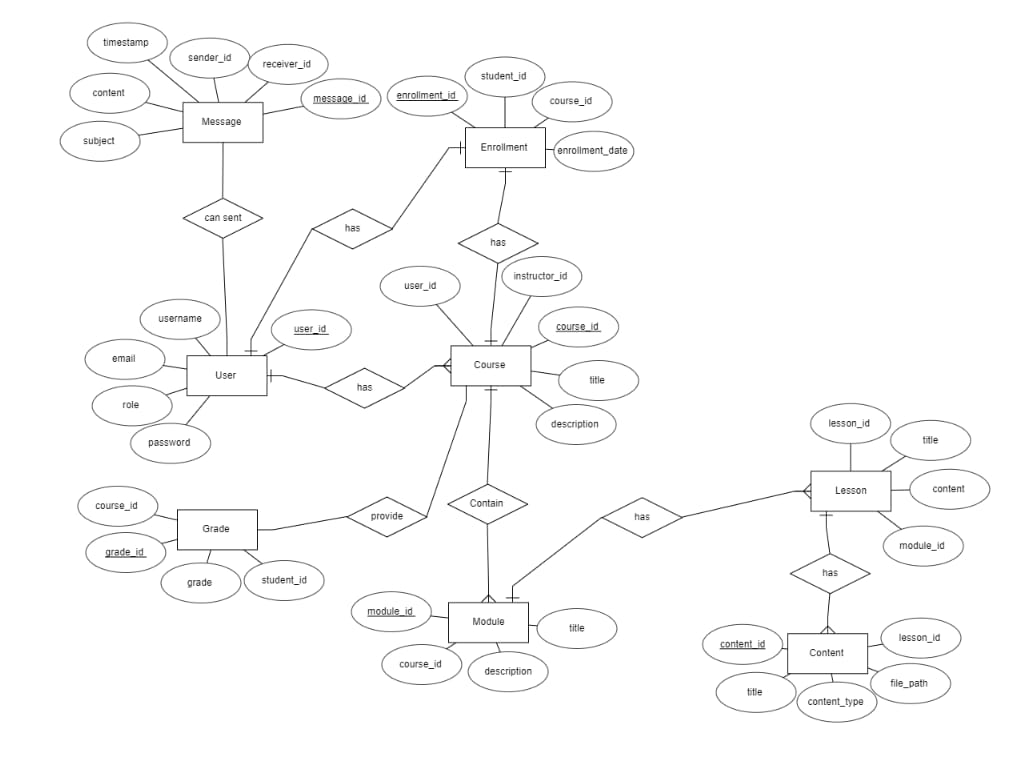 timestamp
sender_id
receiver_id
content
message_id
subject
Message
can sent
enrollment_id
student_id
course_id
enrollment_date
Enrollment
has
has
username
user_id
email
role
password
User
has
user_id
instructor_id
course_id
title
description
Course
course_id
grade_id
grade
student_id
Grade
provide
Contain
has
lesson_id
title
content
module_id
Lesson
has
module_id
course_id
description
title
Module
content_id
title
content_type
file_path
lesson_id
Content